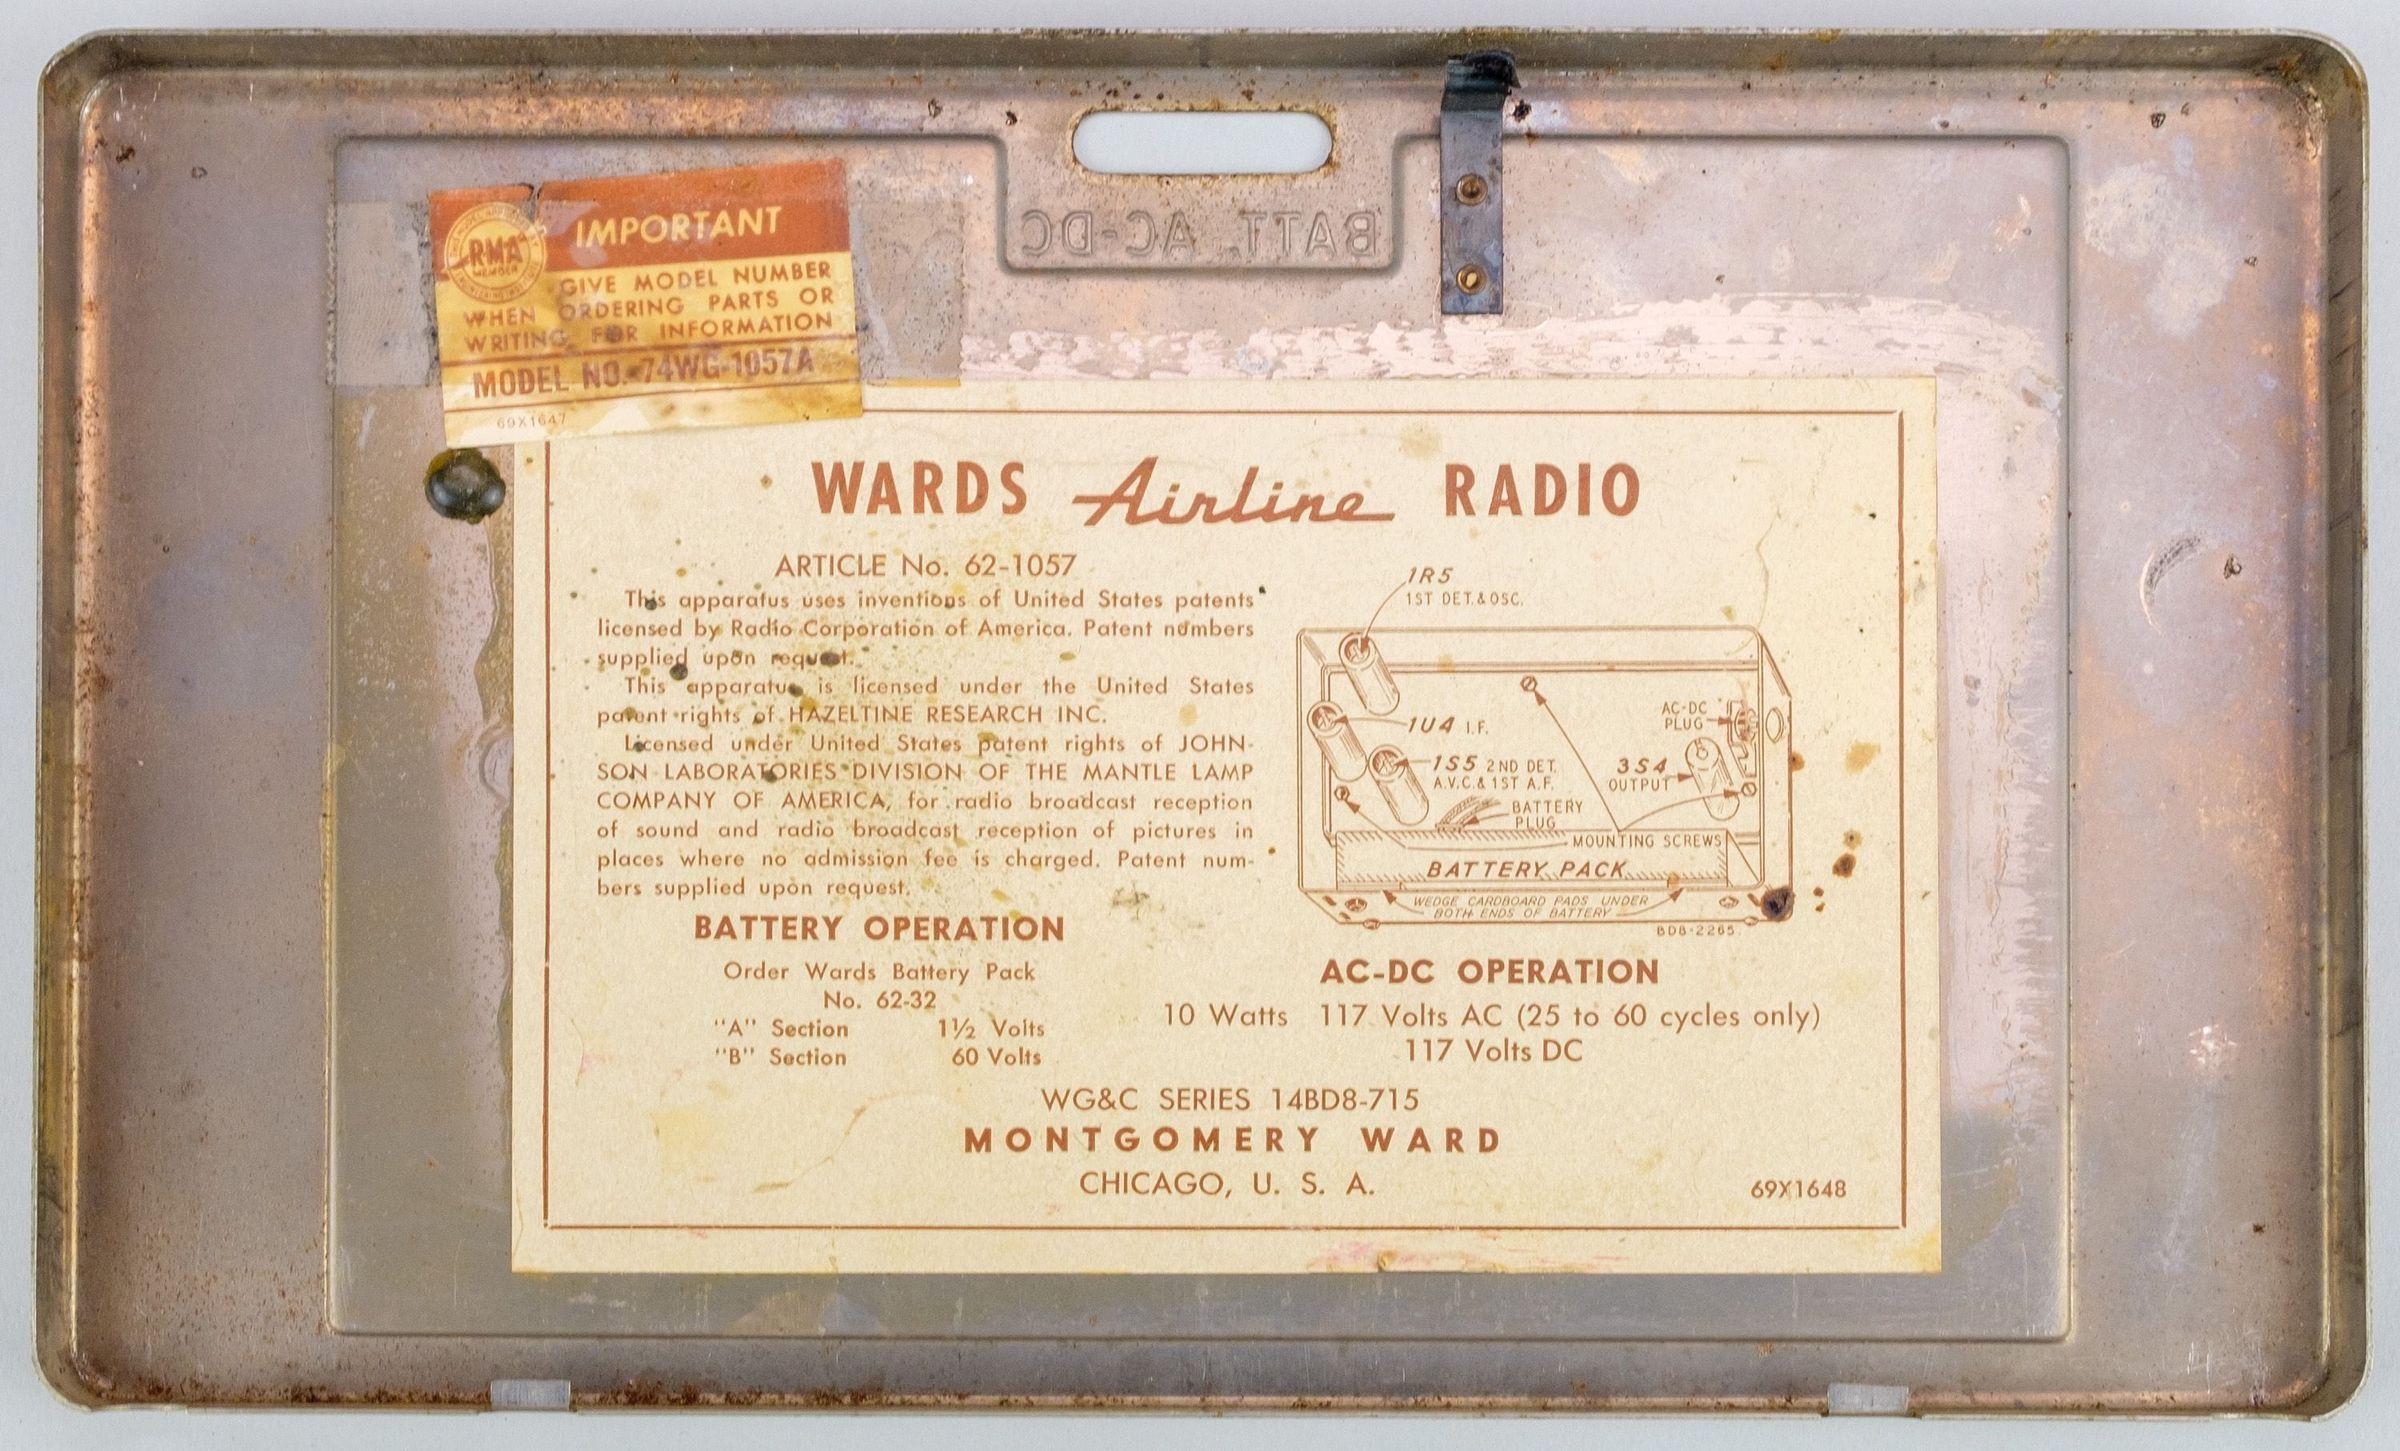 BATT. AC-DC
IMPORTANT
RMA
MEMBER
GIVE MODEL NUMBER
WHEN ORDERING PARTS OR
WRITING FOR INFORMATION
MODEL NO. 74WG-1057A
69X1647
WARDS Airline RADIO
ARTICLE No. 62-1057
This apparatus uses inventions of United States patents
licensed by Radio Corporation of America. Patent numbers
supplied upon request.
This apparatus is licensed under the United States
patent rights of HAZELTINE RESEARCH INC.
Licensed under United States patent rights of JOHN-
SON LABORATORIES DIVISION OF THE MANTLE LAMP
COMPANY OF AMERICA, for radio broadcast reception
of sound and radio broadcast reception of pictures in
places where no admission fee is charged. Patent num-
bers supplied upon request.
BATTERY OPERATION
Order Wards Battery Pack
No. 62-32
"A" Section 1½ Volts
"B" Section 60 Volts
1R5
1ST DET. & OSC.
AC-DC
PLUG
1U4 I.F.
1S5 2ND DET.
A.V.C. & 1ST A.F.
3S4
OUTPUT
BATTERY
PLUG
MOUNTING SCREWS
BATTERY PACK
WEDGE CARDBOARD PADS UNDER
BOTH ENDS OF BATTERY
BD8-2265
AC-DC OPERATION
10 Watts 117 Volts AC (25 to 60 cycles only)
117 Volts DC
WG&C SERIES 14BD8-715
MONTGOMERY WARD
CHICAGO, U. S. A.
69X1648